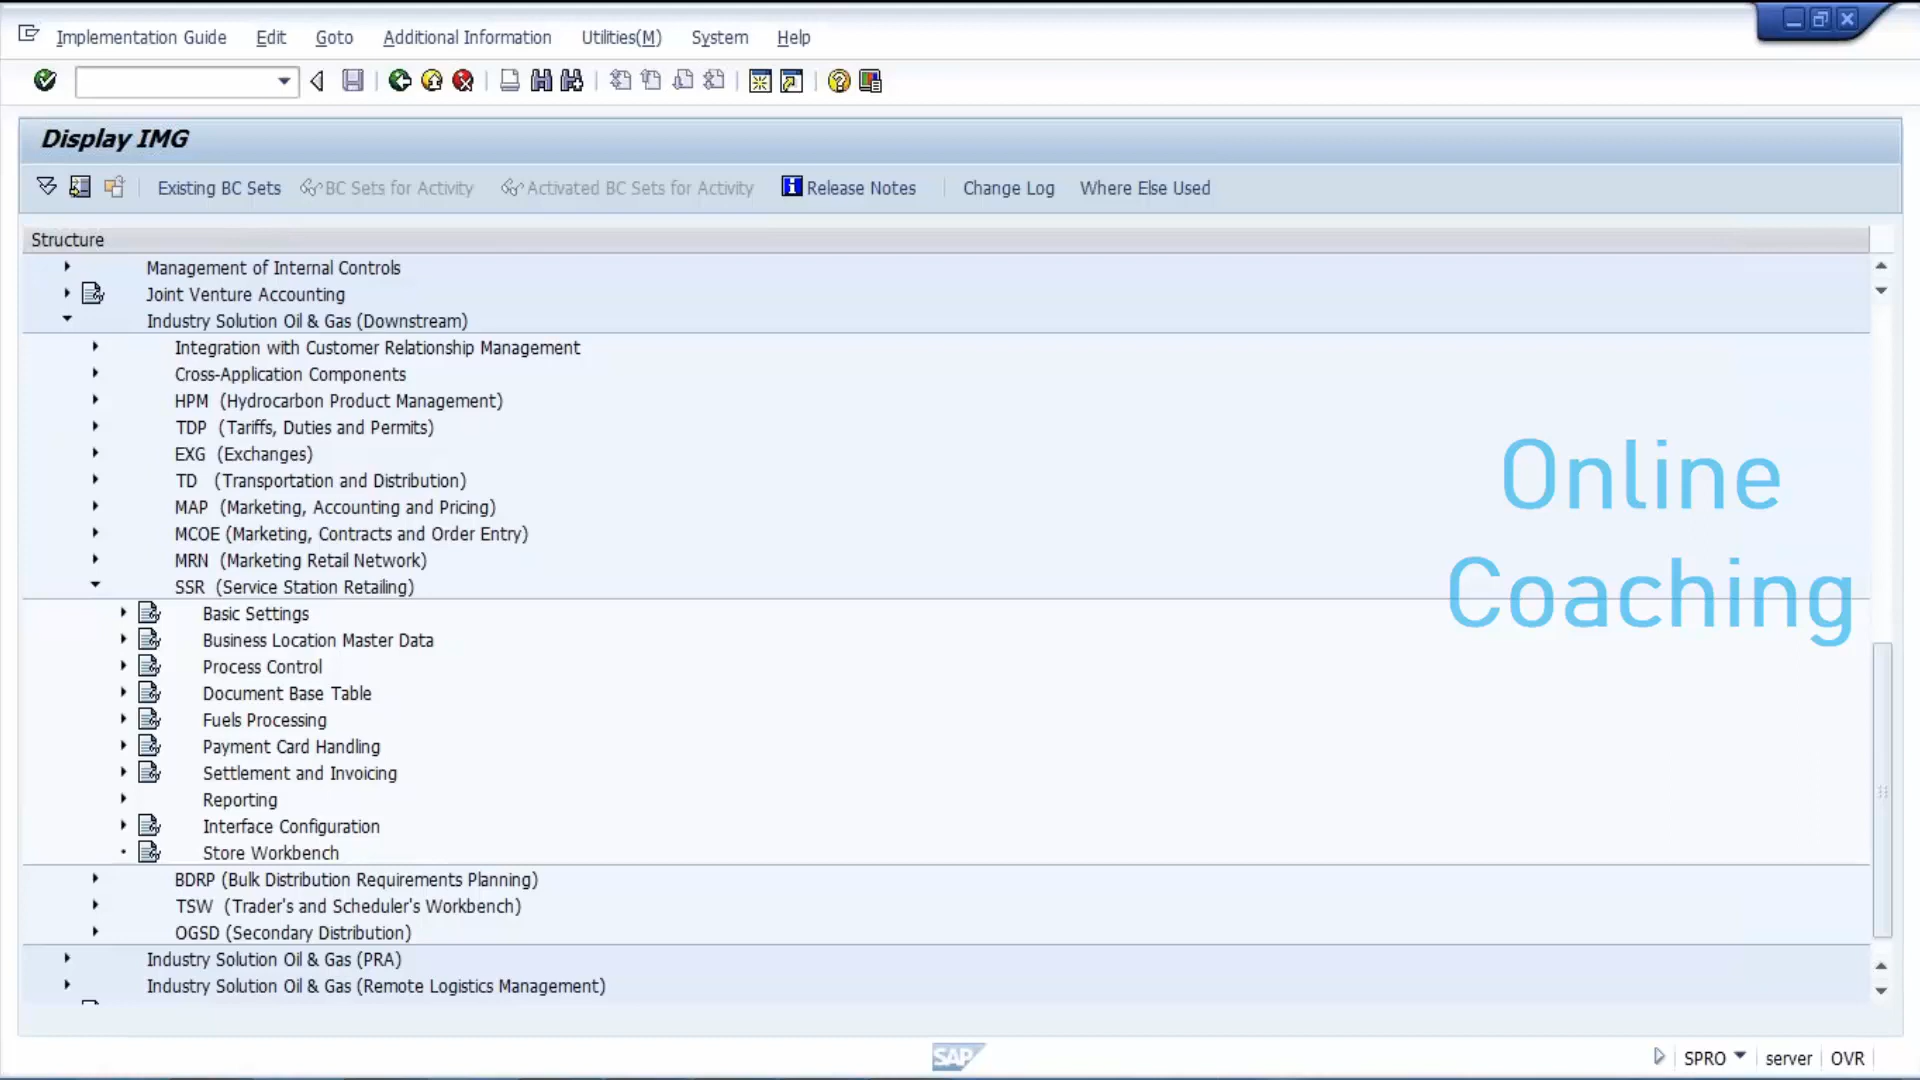 Implementation Guide Edit Goto Additional Information Utilities(M) System Help
Display IMG
Existing BC Sets BC Sets for Activity Activated BC Sets for Activity Release Notes Change Log Where Else Used
Structure
Management of Internal Controls
Joint Venture Accounting
Industry Solution Oil & Gas (Downstream)
Integration with Customer Relationship Management
Cross-Application Components
HPM (Hydrocarbon Product Management)
TDP (Tariffs, Duties and Permits)
EXG (Exchanges)
TD (Transportation and Distribution)
MAP (Marketing, Accounting and Pricing)
MCOE (Marketing, Contracts and Order Entry)
MRN (Marketing Retail Network)
SSR (Service Station Retailing)
Basic Settings
Business Location Master Data
Process Control
Document Base Table
Fuels Processing
Payment Card Handling
Settlement and Invoicing
Reporting
Interface Configuration
Store Workbench
BDRP (Bulk Distribution Requirements Planning)
TSW (Trader's and Scheduler's Workbench)
OGSD (Secondary Distribution)
Industry Solution Oil & Gas (PRA)
Industry Solution Oil & Gas (Remote Logistics Management)
Online
Coaching
SAP
SPRO server OVR